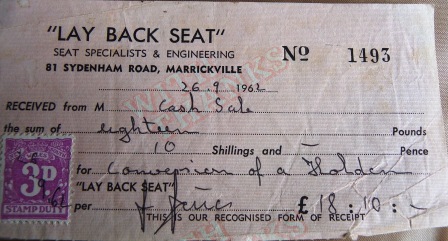 "LAY BACK SEAT"
SEAT SPECIALISTS & ENGINEERING
81 SYDENHAM ROAD, MARRICKVILLE
No 1493
26.9 1962
RECEIVED from M Cash Sale
the sum of eighteen Pounds
10 Shillings and Pence
for Conversion of a Holden
"LAY BACK SEAT"
per £ 18 : 10 : -
THIS IS OUR RECOGNISED FORM OF RECEIPT
3D
STAMP DUTY